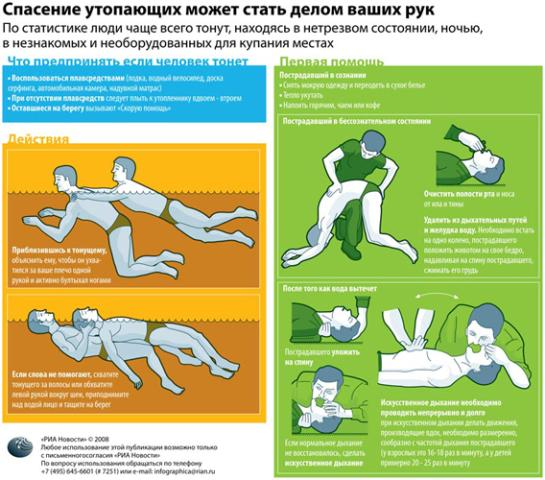 Спасение утопающих может стать делом ваших рук
По статистике люди чаще всего тонут, находясь в нетрезвом состоянии, ночью,
в незнакомых и необорудованных для купания местах
Что предпринять если человек тонет
• Воспользоваться плавсредствами (лодка, водный велосипед, доска
серфинга, автомобильная камера, надувной матрас)
• При отсутствии плавсредств следует плыть к утопленнику вдвоем - втроем
• Оставшиеся на берегу вызывают «Скорую помощь»
Действия
Приблизившись к тонущему,
объяснить ему, чтобы он ухва-
тился за ваше плечо одной
рукой и активно бултыхал ногами
Если слова не помогают, схватите
тонущего за волосы или обхватите
левой рукой вокруг шеи, приподнимите
над водой лицо и тащите на берег
«РИА Новости» © 2008
Любое использование этой публикации возможно только
с письменногосгласия «РИА Новости»
По вопросу использования обращаться по телефону
+7 (495) 645-6601 (# 7251) или e-mail: infographica@rian.ru
Первая помощь
Пострадавший в сознании
• Снять мокрую одежду и переодеть в сухое белье
• Тепло укутать
• Напоить горячим, чаем или кофе
Пострадавший в бессознательном состоянии
Очистить полости рта и носа
от ила и тины
Удалить из дыхательных путей
и желудка воду. Необходимо встать
на одно колено, пострадавшего
положить животом на свое бедро,
надавливая на спину пострадавшего,
сжимать его грудь
После того как вода вытечет
Пострадавшего уложить
на спину
Если нормальное дыхание
не восстановилось, сделать
искусственное дыхание
Искусственное дыхание необходимо
проводить непрерывно и долго
при искусственном дыхании делать движения,
производящие вдох, необходимо размеренно,
сообразно с частотой дыхания пострадавшего
(у взрослых это 16-18 раз в минуту, а у детей
примерно 20 - 25 раз в минуту)